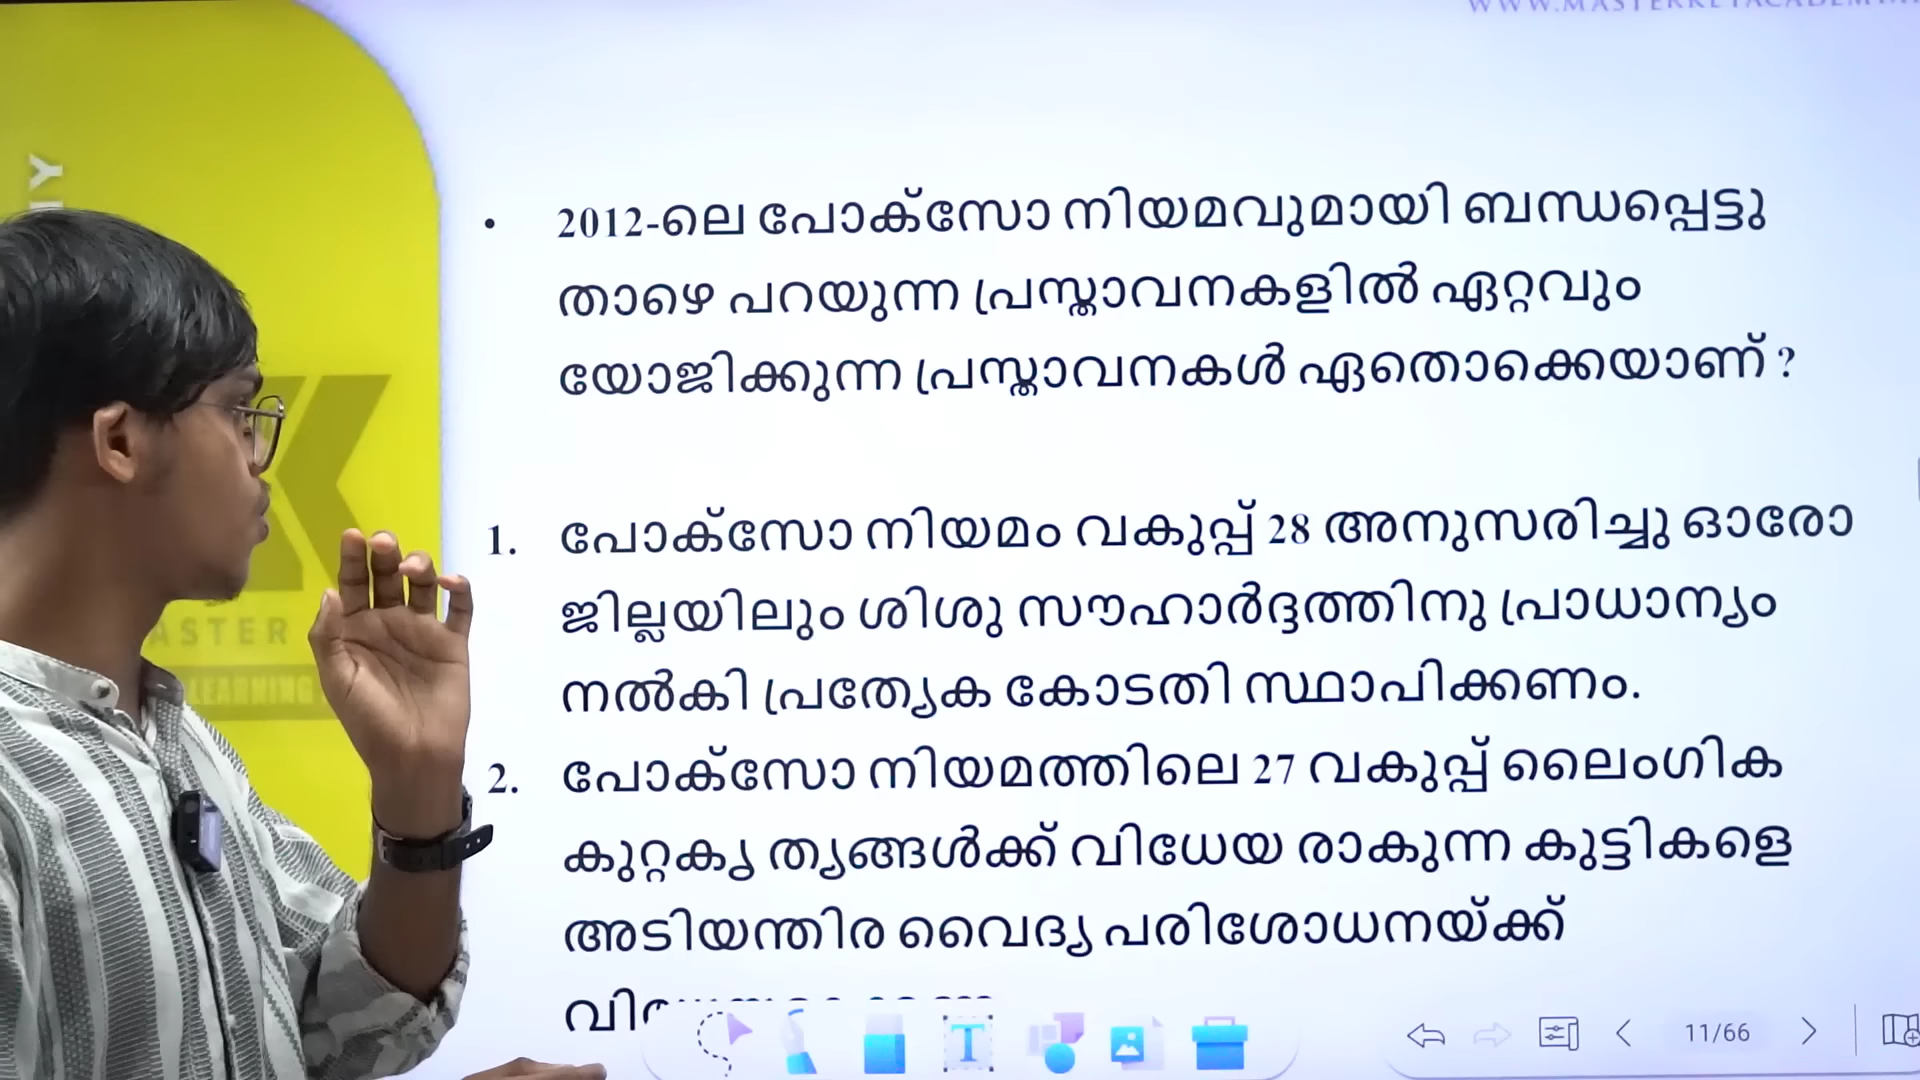 • 2012-ലെ പോക്സോ നിയമവുമായി ബന്ധപ്പെട്ടു
താഴെ പറയുന്ന പ്രസ്താവനകളിൽ ഏറ്റവും
യോജിക്കുന്ന പ്രസ്താവനകൾ ഏതൊക്കെയാണ് ?
1. പോക്സോ നിയമം വകുപ്പ് 28 അനുസരിച്ചു ഓരോ
ജില്ലയിലും ശിശു സൗഹാർദ്ദത്തിനു പ്രാധാന്യം
നൽകി പ്രത്യേക കോടതി സ്ഥാപിക്കണം.
2. പോക്സോ നിയമത്തിലെ 27 വകുപ്പ് ലൈംഗിക
കുറ്റകൃ ത്യങ്ങൾക്ക് വിധേയ രാകുന്ന കുട്ടികളെ
അടിയന്തിര വൈദ്യ പരിശോധനയ്ക്ക്
ASTER
LEARNING
T
11/66